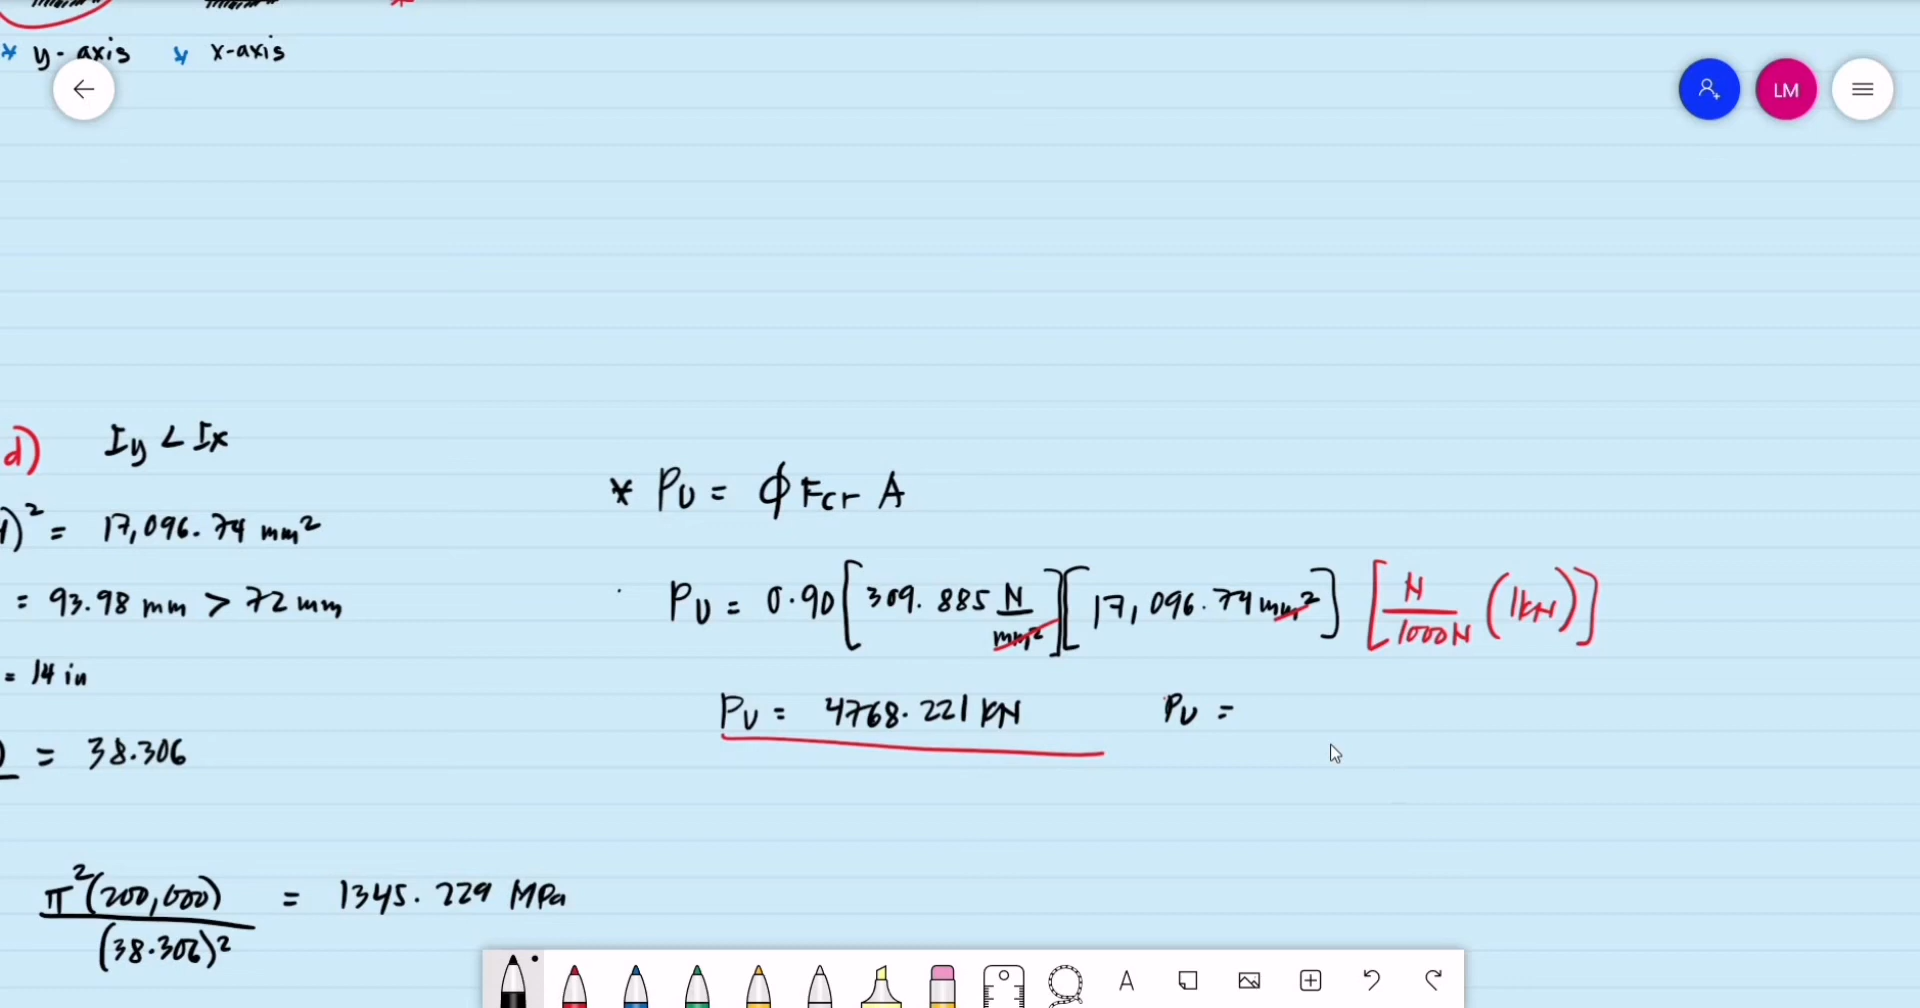 * y-axis * x-axis
LM
d) Iy < Ix
)² = 17,096.74 mm²
= 93.98 mm > 72 mm
= 14 in
= 38.306
π²(200,000) / (38.306)² = 1345.229 MPa
* PU = φ Fcr A
PU = 0.90 [309.885 N/mm²] [17,096.74 mm²] [N/1000N (1kN)]
PU = 4768.221 KN PU =
A